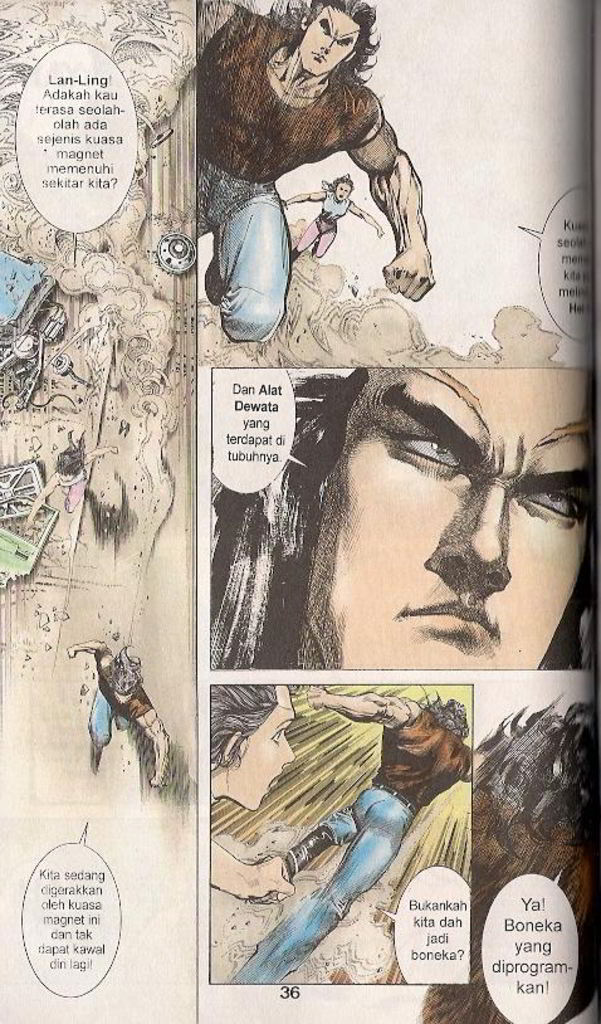 Lan-Ling!
Adakah kau
terasa seolah-
olah ada
sejenis kuasa
magnet
memenuhi
sekitar kita?
Kita sedang
digerakkan
oleh kuasa
magnet ini
dan tak
dapat kawal
diri lagi!
Dan Alat
Dewata
yang
terdapat di
tubuhnya.
Bukankah
kita dah
jadi
boneka?
Ya!
Boneka
yang
diprogram-
kan!
36